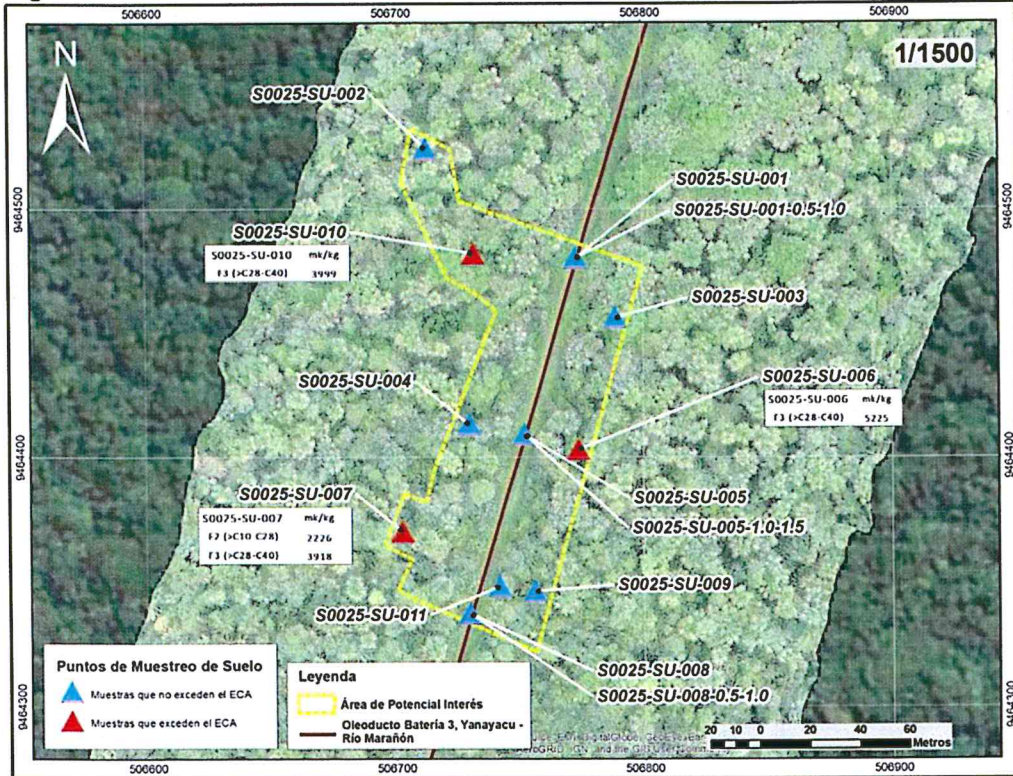 506600 506700 506800 506900
N
1/1500
S0025-SU-002
S0025-SU-001
S0025-SU-001-0.5-1.0
9464500
9464500
S0025-SU-010
S0025-SU-010 mk/kg
F3 (>C28-C40) 3999
S0025-SU-003
S0025-SU-004
S0025-SU-006
S0025-SU-006 mk/kg
F3 (>C28-C40) 5225
9464400
9464400
S0025-SU-007
S0025-SU-007 mk/kg
F2 (>C10 C28) 2226
F3 (>C28-C40) 3918
S0025-SU-005
S0025-SU-005-1.0-1.5
S0025-SU-009
S0025-SU-011
S0025-SU-008
S0025-SU-008-0.5-1.0
9464300
9464300
Puntos de Muestreo de Suelo
Muestras que no exceden el ECA
Muestras que exceden el ECA
Leyenda
Área de Potencial Interés
Oleoducto Batería 3, Yanayacu -
Río Marañón
20 10 0 20 40 60
Metros
506600 506700 506800 506900